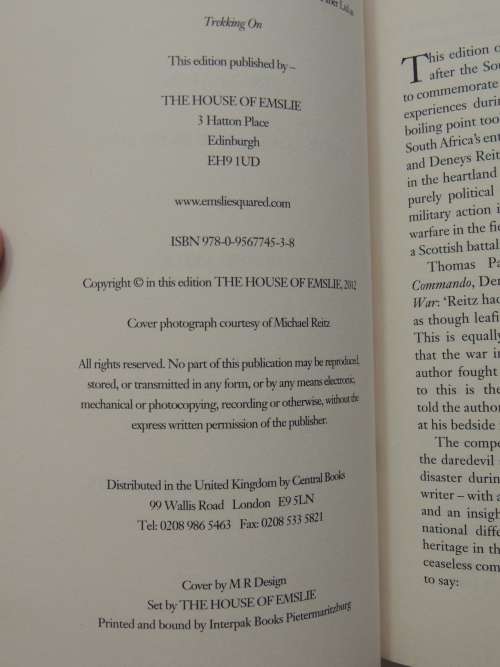 Trekking On
This edition published by –
THE HOUSE OF EMSLIE
3 Hatton Place
Edinburgh
EH9 1UD
www.emsliesquared.com
ISBN 978-0-9567745-3-8
Copyright © in this edition THE HOUSE OF EMSLIE, 2012
Cover photograph courtesy of Michael Reitz
All rights reserved. No part of this publication may be reproduced,
stored, or transmitted in any form, or by any means electronic,
mechanical or photocopying, recording or otherwise, without the
express written permission of the publisher.
Distributed in the United Kingdom by Central Books
99 Wallis Road London E9 5LN
Tel: 0208 986 5463 Fax: 0208 533 5821
Cover by M R Design
Set by THE HOUSE OF EMSLIE
Printed and bound by Interpak Books Pietermaritzburg
This edition o
after the Sou
to commemorate
experiences durin
boiling point too
South Africa's ent
and Deneys Reit
in the heartland
purely political
military action i
warfare in the fie
a Scottish battal
Thomas Pa
Commando, Den
War: 'Reitz had
as though leafi
This is equally
that the war in
author fought
to this is the
told the author
at his bedside
The compe
the daredevil
disaster durin
writer – with a
and an insigh
national diffe
heritage in th
ceaseless com
to say: